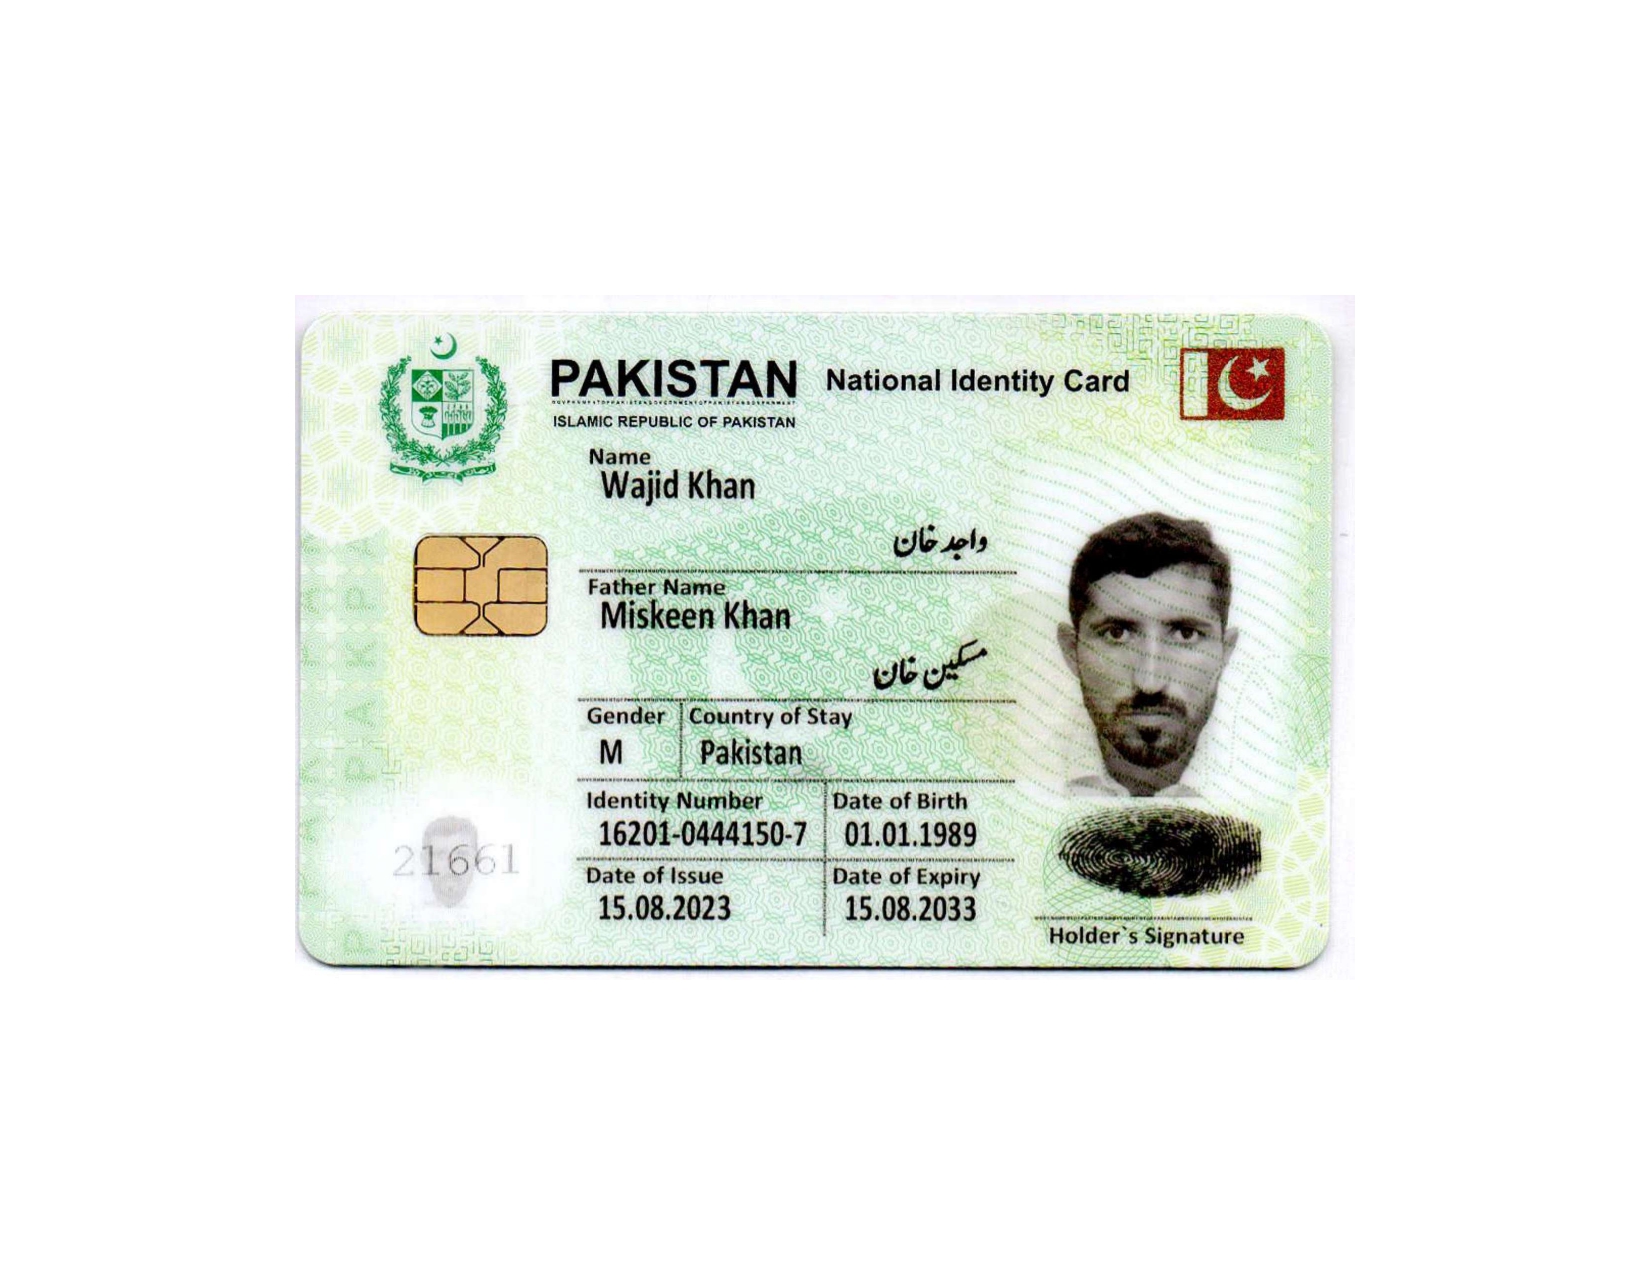 PAKISTAN National Identity Card
ISLAMIC REPUBLIC OF PAKISTAN
Name
Wajid Khan
واجد خان
Father Name
Miskeen Khan
مسکین خان
Gender Country of Stay
M Pakistan
Identity Number Date of Birth
16201-0444150-7 01.01.1989
21661
Date of Issue Date of Expiry
15.08.2023 15.08.2033
Holder`s Signature